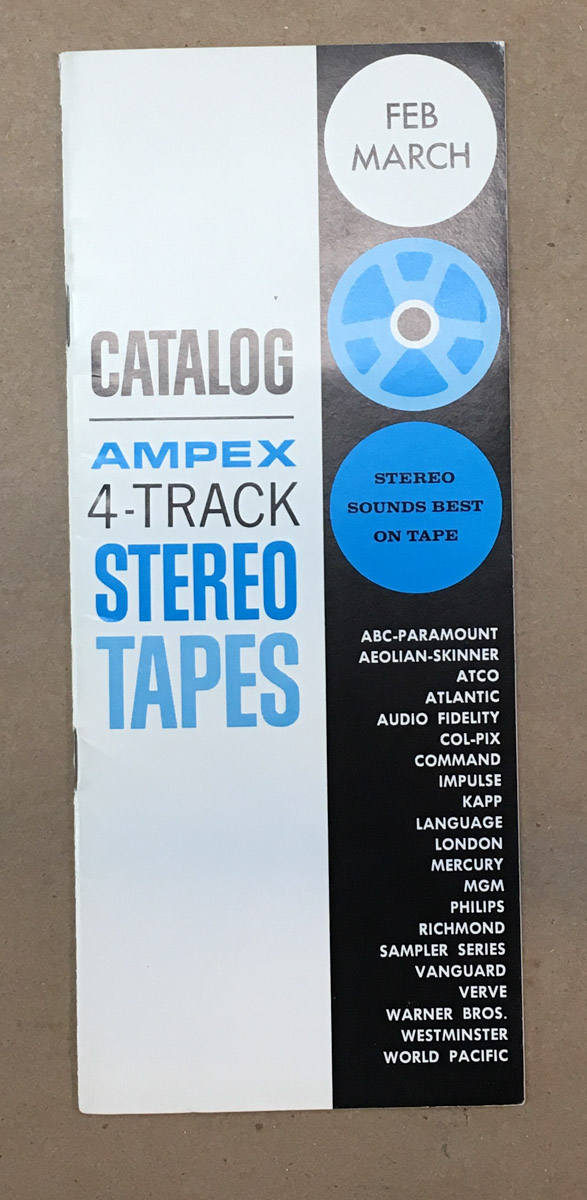 FEB
MARCH
CATALOG
AMPEX
4-TRACK
STEREO
TAPES
STEREO
SOUNDS BEST
ON TAPE
ABC-PARAMOUNT
AEOLIAN-SKINNER
ATCO
ATLANTIC
AUDIO FIDELITY
COL-PIX
COMMAND
IMPULSE
KAPP
LANGUAGE
LONDON
MERCURY
MGM
PHILIPS
RICHMOND
SAMPLER SERIES
VANGUARD
VERVE
WARNER BROS.
WESTMINSTER
WORLD PACIFIC